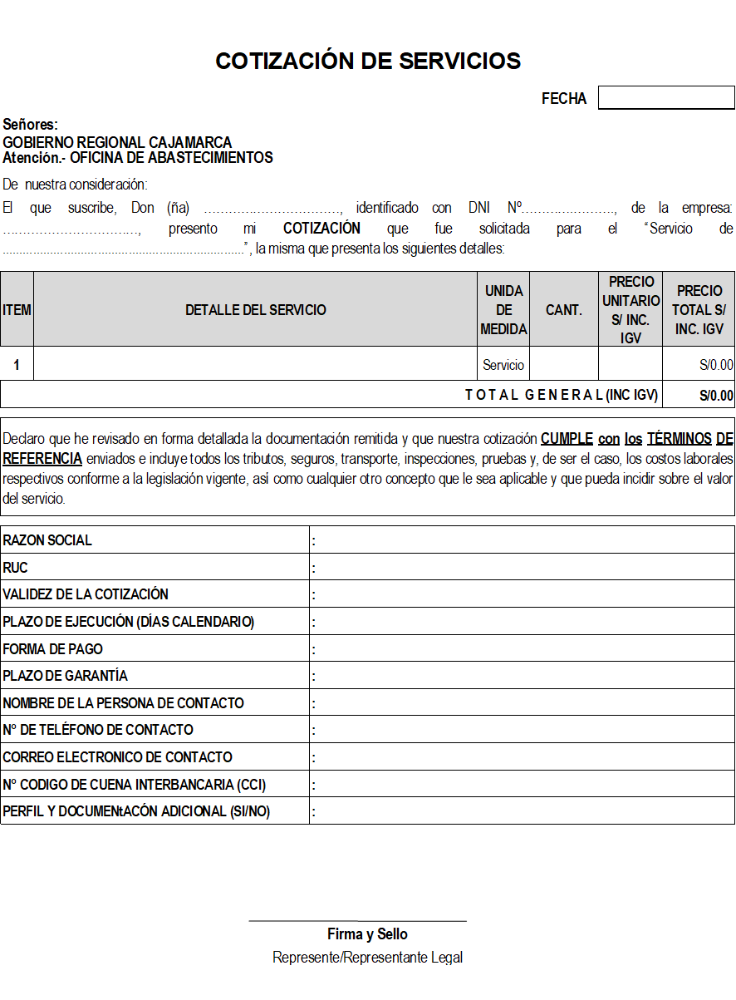 COTIZACIÓN DE SERVICIOS
FECHA
Señores:
GOBIERNO REGIONAL CAJAMARCA
Atención.- OFICINA DE ABASTECIMIENTOS
De nuestra consideración:
El que suscribe, Don (ña) ................................, identificado con DNI Nº......................, de la empresa:
................................, presento mi COTIZACIÓN que fue solicitada para el “Servicio de
........................................................................”, la misma que presenta los siguientes detalles:
ITEM DETALLE DEL SERVICIO UNIDA DE MEDIDA CANT. PRECIO UNITARIO S/ INC. IGV PRECIO TOTAL S/ INC. IGV
1 Servicio S/0.00
T O T A L G E N E R A L (INC IGV) S/0.00
Declaro que he revisado en forma detallada la documentación remitida y que nuestra cotización CUMPLE con los TÉRMINOS DE
REFERENCIA enviados e incluye todos los tributos, seguros, transporte, inspecciones, pruebas y, de ser el caso, los costos laborales
respectivos conforme a la legislación vigente, así como cualquier otro concepto que le sea aplicable y que pueda incidir sobre el valor
del servicio.
RAZON SOCIAL :
RUC :
VALIDEZ DE LA COTIZACIÓN :
PLAZO DE EJECUCIÓN (DÍAS CALENDARIO) :
FORMA DE PAGO :
PLAZO DE GARANTÍA :
NOMBRE DE LA PERSONA DE CONTACTO :
Nº DE TELÉFONO DE CONTACTO :
CORREO ELECTRONICO DE CONTACTO :
Nº CODIGO DE CUENA INTERBANCARIA (CCI) :
PERFIL Y DOCUMENtACÓN ADICIONAL (SI/NO) :
Firma y Sello
Represente/Representante Legal